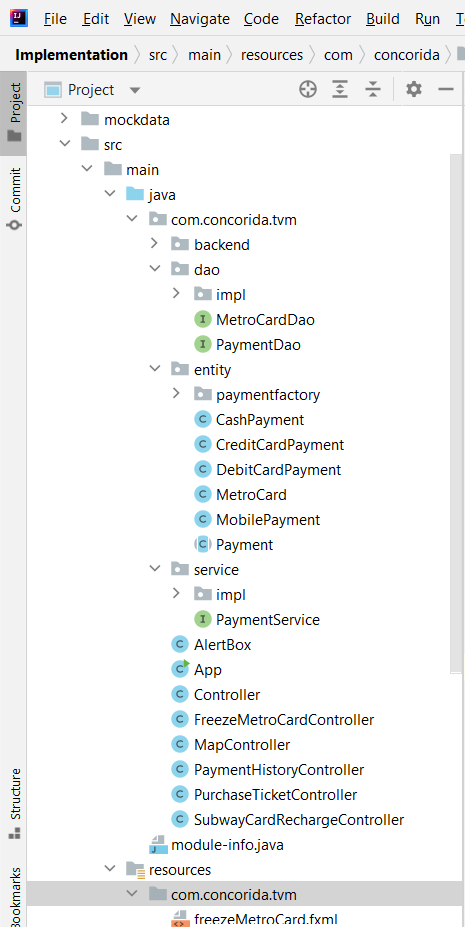 File Edit View Navigate Code Refactor Build Run
Implementation src main resources com concorida
Project
Project
Commit
mockdata
src
main
java
com.concorida.tvm
backend
dao
impl
MetroCardDao
PaymentDao
entity
paymentfactory
CashPayment
CreditCardPayment
DebitCardPayment
MetroCard
MobilePayment
Payment
service
impl
PaymentService
AlertBox
App
Controller
FreezeMetroCardController
MapController
PaymentHistoryController
PurchaseTicketController
SubwayCardRechargeController
module-info.java
resources
com.concorida.tvm
freezeMetroCard.fxml
Structure
Bookmarks